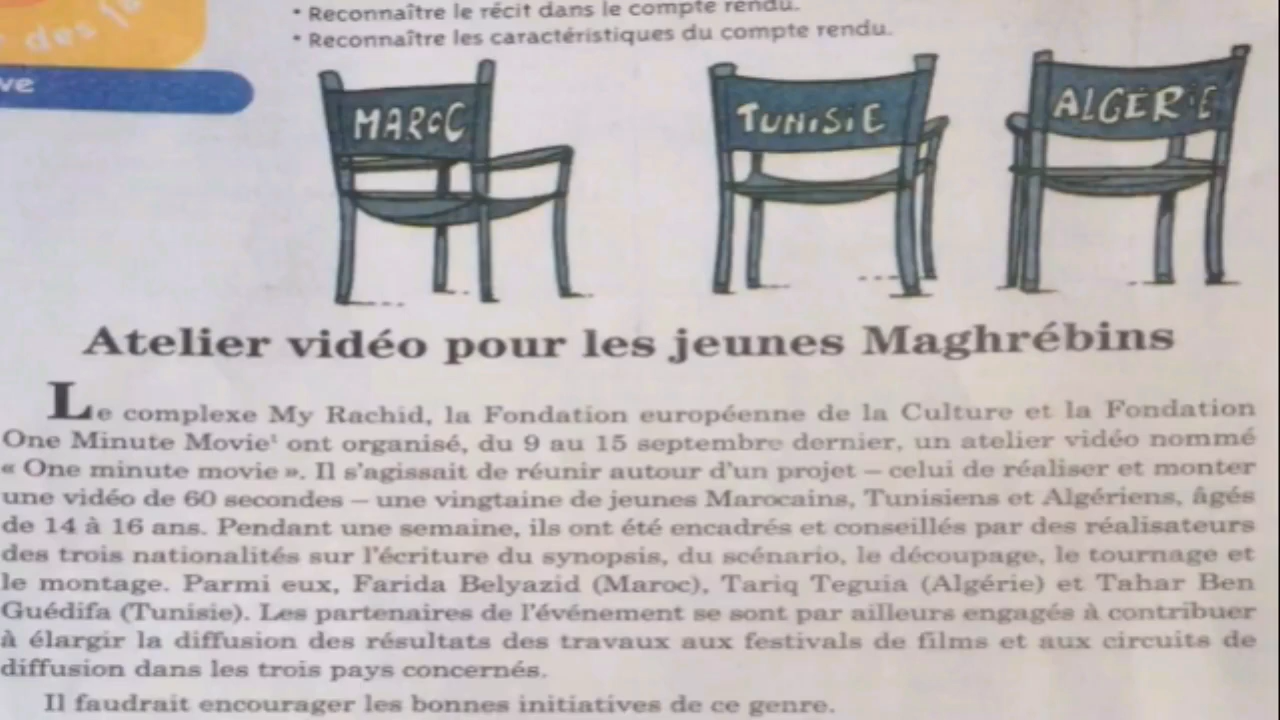 des
* Reconnaître le récit dans le compte rendu.
* Reconnaître les caractéristiques du compte rendu.
MAROC
TUNISIE
ALGERIE
Atelier vidéo pour les jeunes Maghrébins
Le complexe My Rachid, la Fondation européenne de la Culture et la Fondation
One Minute Movie¹ ont organisé, du 9 au 15 septembre dernier, un atelier vidéo nommé
« One minute movie ». Il s'agissait de réunir autour d'un projet – celui de réaliser et monter
une vidéo de 60 secondes – une vingtaine de jeunes Marocains, Tunisiens et Algériens, âgés
de 14 à 16 ans. Pendant une semaine, ils ont été encadrés et conseillés par des réalisateurs
des trois nationalités sur l'écriture du synopsis, du scénario, le découpage, le tournage et
le montage. Parmi eux, Farida Belyazid (Maroc), Tariq Teguia (Algérie) et Tahar Ben
Guédifa (Tunisie). Les partenaires de l'événement se sont par ailleurs engagés à contribuer
à élargir la diffusion des résultats des travaux aux festivals de films et aux circuits de
diffusion dans les trois pays concernés.
Il faudrait encourager les bonnes initiatives de ce genre.